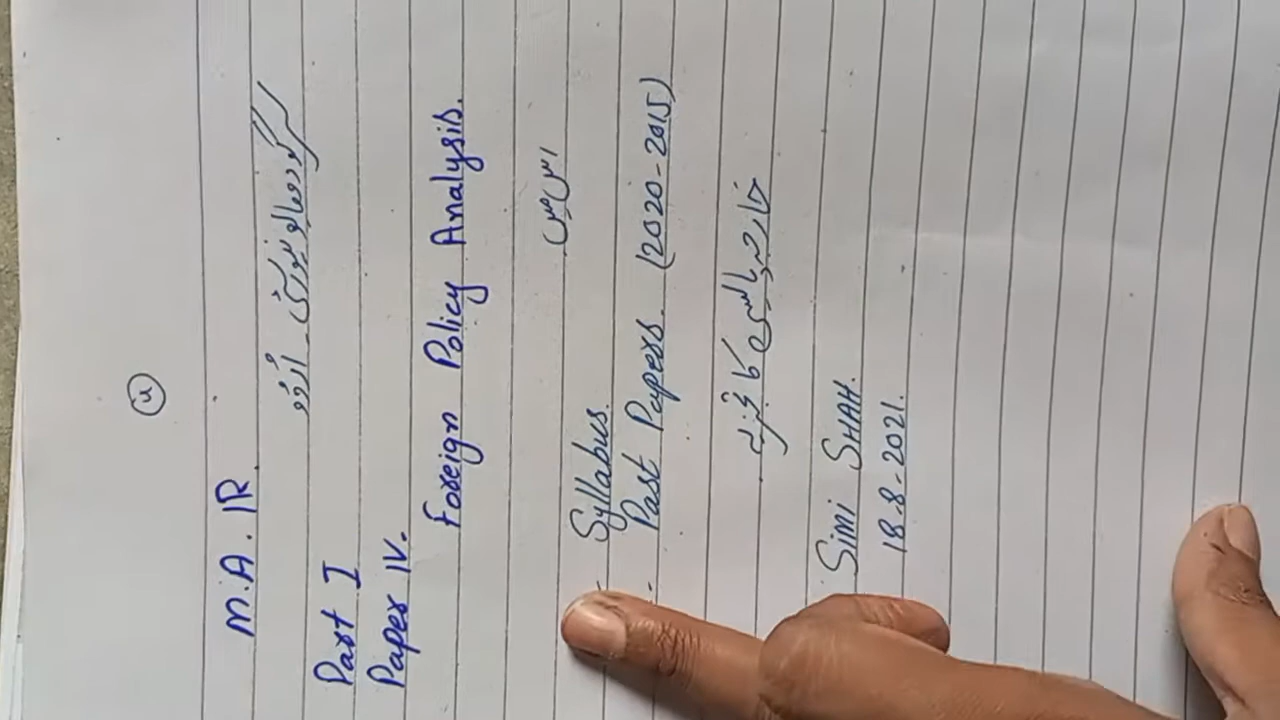 M.A. IR
سرگودھا یونیورسٹی ۔ اُردُو
Part I
Paper IV.
Foreign Policy Analysis.
اس میں
- Syllabus.
- Past Papers. (2020-2015)
خارجہ پالیسی کا تجزیہ
SIMI SHAH.
18.8-2021.